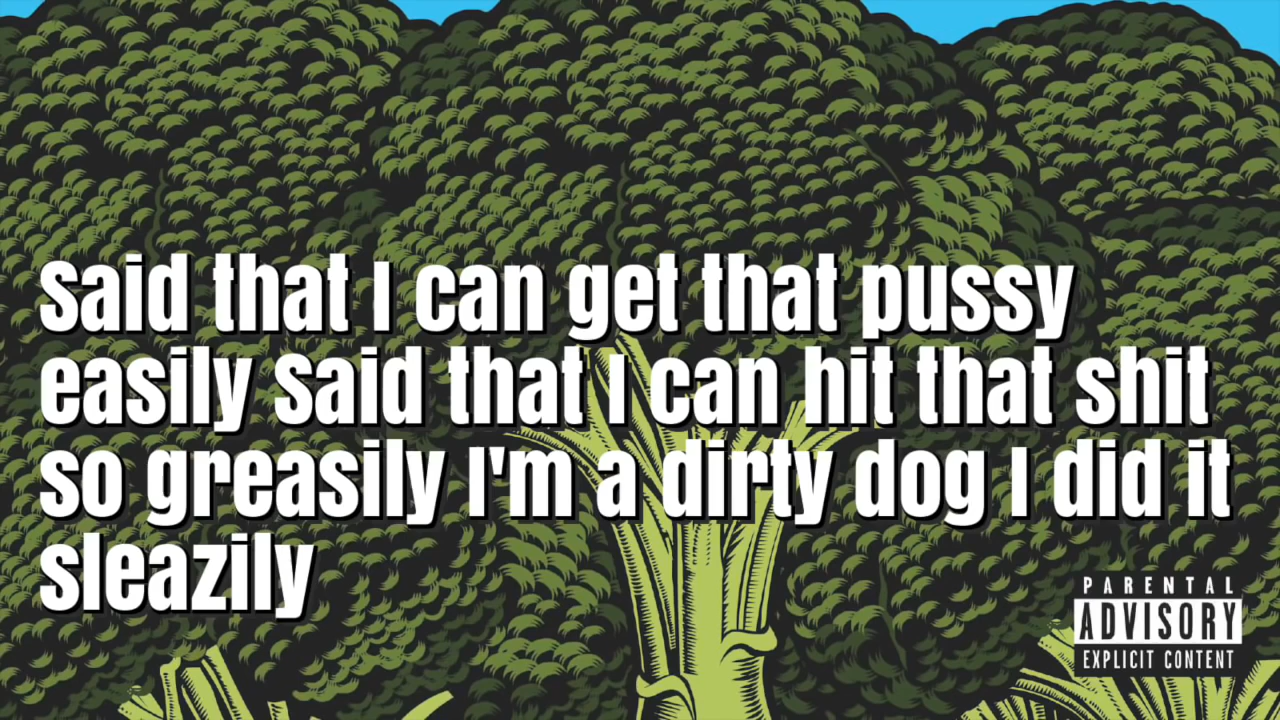 Said that I can get that pussy
easily Said that I can hit that shit
so greasily I'm a dirty dog I did it
sleazily
PARENTAL
ADVISORY
EXPLICIT CONTENT